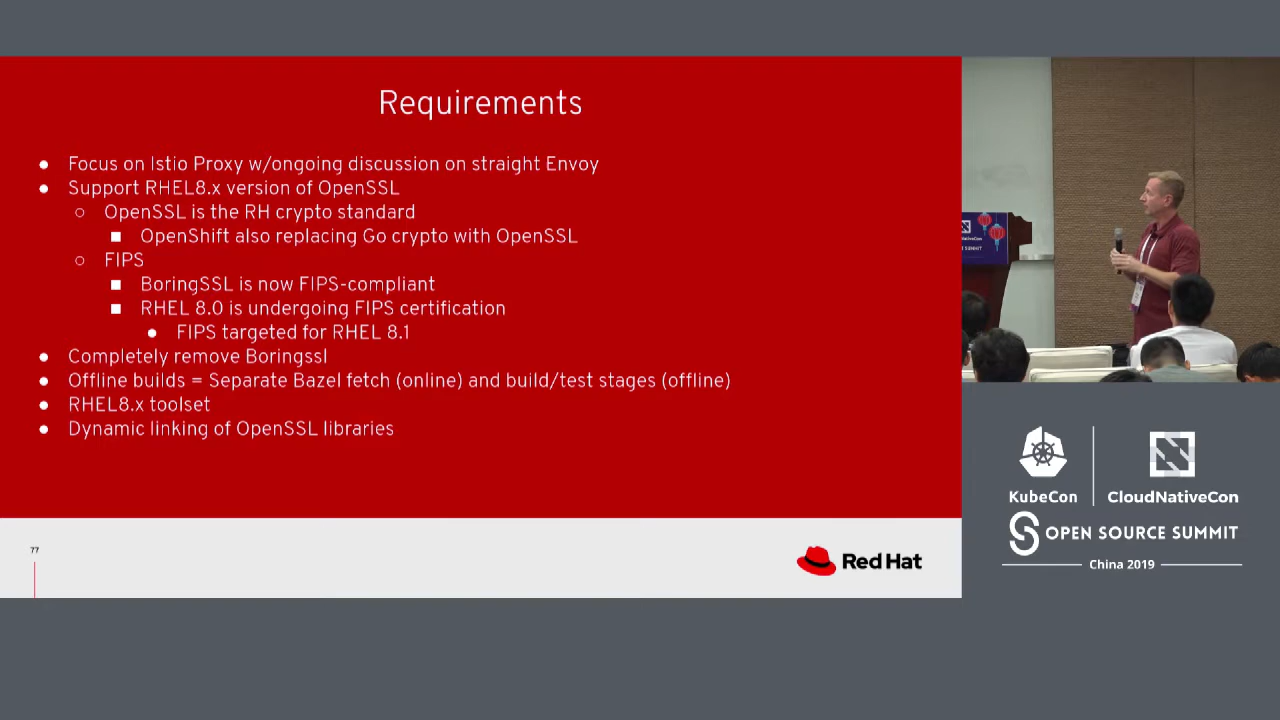 Requirements
● Focus on Istio Proxy w/ongoing discussion on straight Envoy
● Support RHEL8.x version of OpenSSL
○ OpenSSL is the RH crypto standard
■ OpenShift also replacing Go crypto with OpenSSL
○ FIPS
■ BoringSSL is now FIPS-compliant
■ RHEL 8.0 is undergoing FIPS certification
● FIPS targeted for RHEL 8.1
● Completely remove Boringssl
● Offline builds = Separate Bazel fetch (online) and build/test stages (offline)
● RHEL8.x toolset
● Dynamic linking of OpenSSL libraries
77
Red Hat
KubeCon
CloudNativeCon
OPEN SOURCE SUMMIT
China 2019